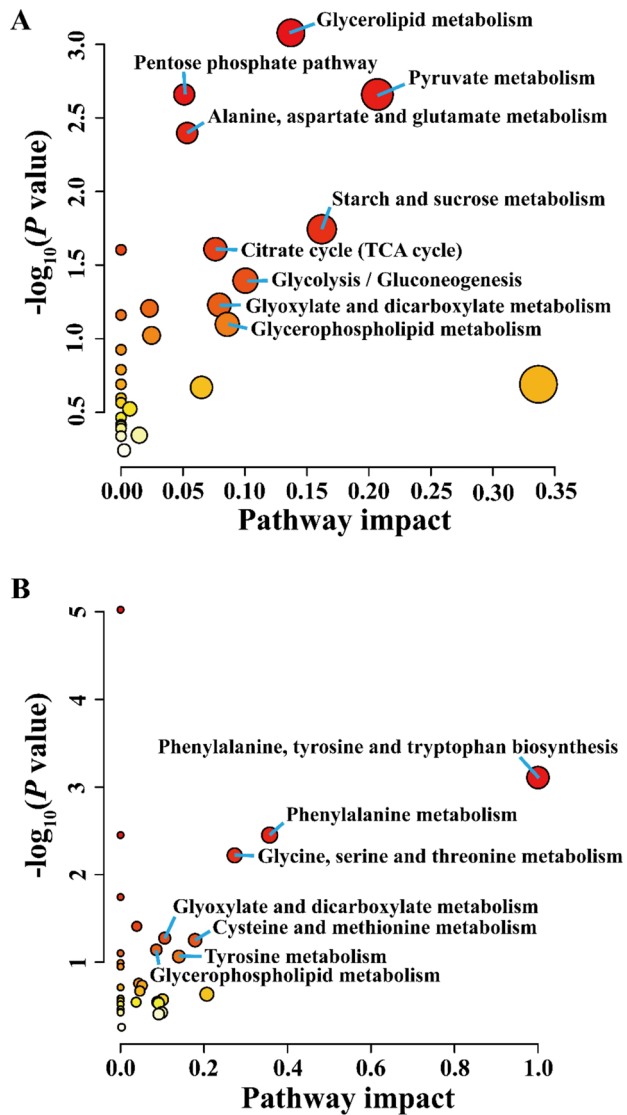 A
Glycerolipid metabolism
3.0
Pentose phosphate pathway
Pyruvate metabolism
2.5
Alanine, aspartate and glutamate metabolism
2.0
Starch and sucrose metabolism
Citrate cycle (TCA cycle)
1.5
Glycolysis / Gluconeogenesis
Glyoxylate and dicarboxylate metabolism
Glycerophospholipid metabolism
1.0
0.5
-log10(P value)
0.00 0.05 0.10 0.15 0.20 0.25 0.30 0.35
Pathway impact
B
5
4
Phenylalanine, tyrosine and tryptophan biosynthesis
3
Phenylalanine metabolism
Glycine, serine and threonine metabolism
2
Glyoxylate and dicarboxylate metabolism
Cysteine and methionine metabolism
Tyrosine metabolism
1
Glycerophospholipid metabolism
-log10(P value)
0.0 0.2 0.4 0.6 0.8 1.0
Pathway impact